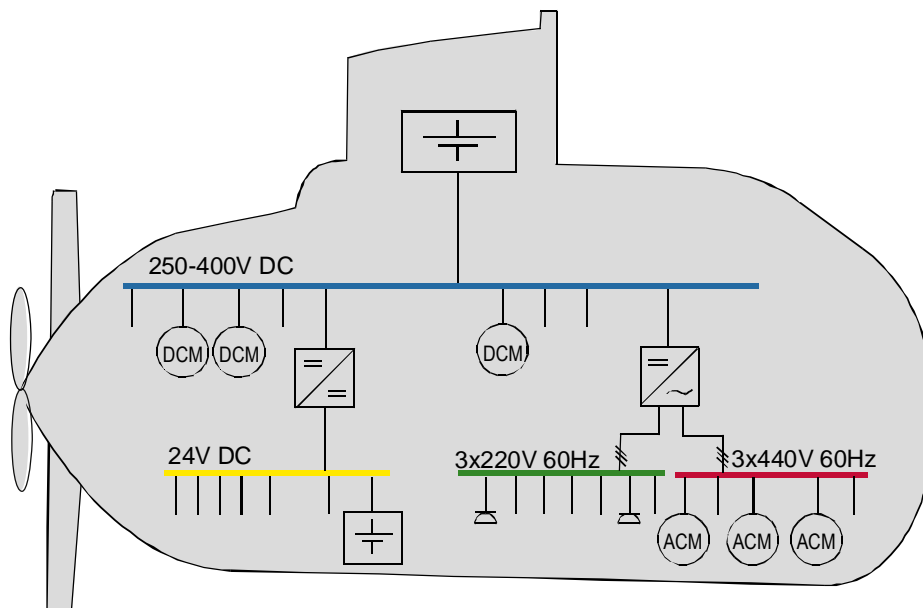 250-400V DC
DCM
DCM
DCM
24V DC
3x220V 60Hz
3x440V 60Hz
ACM
ACM
ACM